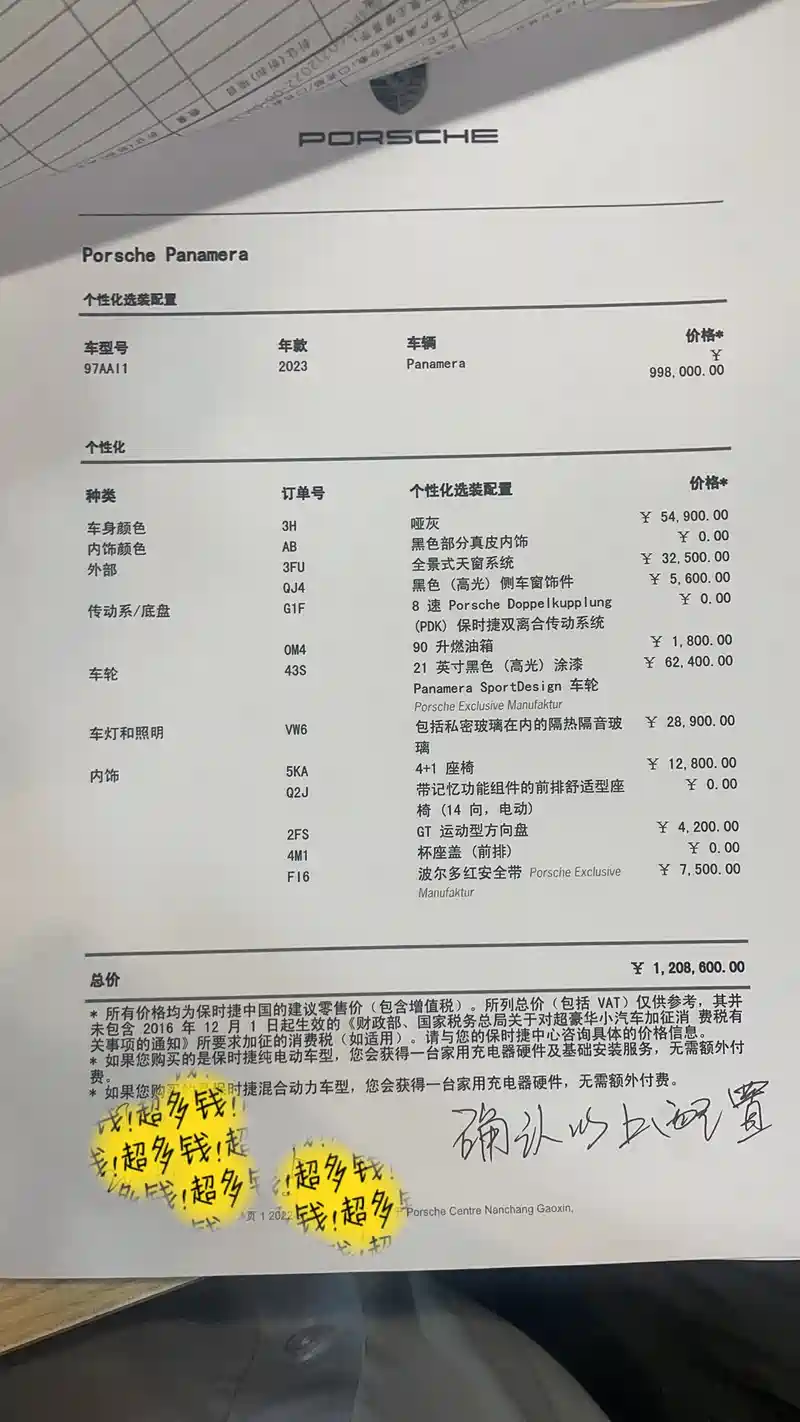 PORSCHE
Porsche Panamera
个性化选装配置
车型号 年款 车辆 价格*
97AAI1 2023 Panamera ¥ 998,000.00
个性化
种类 订单号 个性化选装配置 价格*
车身颜色 3H 哑灰 ¥ 54,900.00
内饰颜色 AB 黑色部分真皮内饰 ¥ 0.00
外部 3FU 全景式天窗系统 ¥ 32,500.00
QJ4 黑色 (高光) 侧车窗饰件 ¥ 5,600.00
传动系/底盘 G1F 8 速 Porsche Doppelkupplung ¥ 0.00
(PDK) 保时捷双离合传动系统
0M4 90 升燃油箱 ¥ 1,800.00
车轮 43S 21 英寸黑色 (高光) 涂漆 ¥ 62,400.00
Panamera SportDesign 车轮
Porsche Exclusive Manufaktur
车灯和照明 VW6 包括私密玻璃在内的隔热隔音玻 ¥ 28,900.00
璃
内饰 5KA 4+1 座椅 ¥ 12,800.00
Q2J 带记忆功能组件的前排舒适型座 ¥ 0.00
椅 (14 向, 电动)
2FS GT 运动型方向盘 ¥ 4,200.00
4M1 杯座盖 (前排) ¥ 0.00
FI6 波尔多红安全带 Porsche Exclusive ¥ 7,500.00
Manufaktur
总价 ¥ 1,208,600.00
* 所有价格均为保时捷中国的建议零售价（包含增值税）。所列总价（包括 VAT）仅供参考，其并
未包含 2016 年 12 月 1 日起生效的《财政部、国家税务总局关于对超豪华小汽车加征消 费税有
关事项的通知》所要求加征的消费税（如适用）。请与您的保时捷中心咨询具体的价格信息。
* 如果您购买的是保时捷纯电动车型，您会获得一台家用充电器硬件及基础安装服务，无需额外付
费。
* 如果您购 保时捷混合动力车型，您会获得一台家用充电器硬件，无需额外付费。
确认以上配置
钱!超多钱!
钱!超多钱!超
钱!超多钱
钱
!超多钱!
钱!超多
钱!超
页 1 2022 Porsche Centre Nanchang Gaoxin,